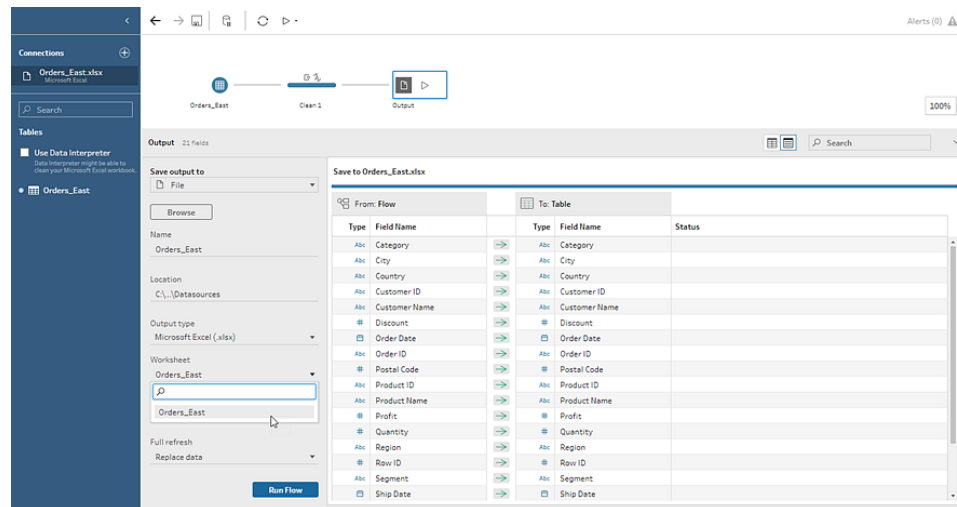 Alerts (0)
Connections
Orders_East.xlsx
Microsoft Excel
Search
Tables
Use Data Interpreter
Data Interpreter might be able to
clean your Microsoft Excel workbook.
Orders_East
Orders_East
Clean 1
Output
100%
Output 21 fields
Search
Save output to
File
Browse
Name
Orders_East
Location
C:\...\Datasources
Output type
Microsoft Excel (.xlsx)
Worksheet
Orders_East
Orders_East
Full refresh
Replace data
Run Flow
Save to Orders_East.xlsx
From: Flow To: Table
Type Field Name Type Field Name Status
Abc Category Abc Category
Abc City Abc City
Abc Country Abc Country
Abc Customer ID Abc Customer ID
Abc Customer Name Abc Customer Name
# Discount # Discount
Order Date Order Date
Abc Order ID Abc Order ID
# Postal Code # Postal Code
Abc Product ID Abc Product ID
Abc Product Name Abc Product Name
# Profit # Profit
# Quantity # Quantity
Abc Region Abc Region
# Row ID # Row ID
Abc Segment Abc Segment
Ship Date Ship Date